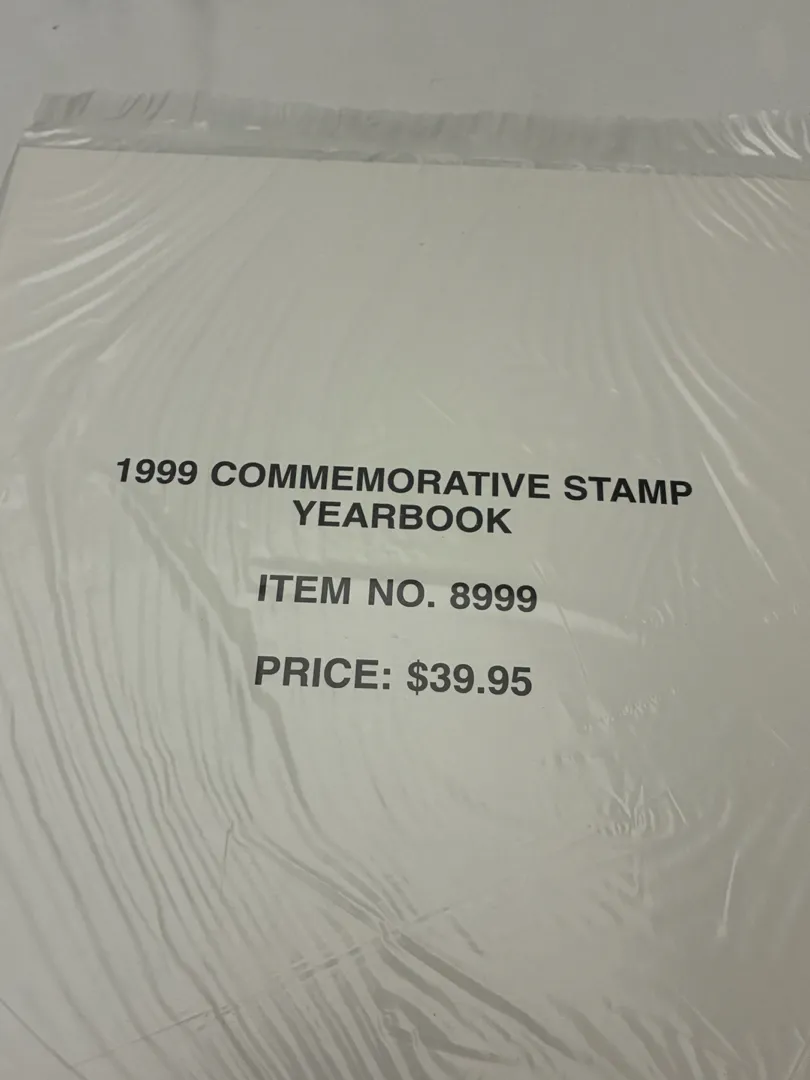 1999 COMMEMORATIVE STAMP
YEARBOOK
ITEM NO. 8999
PRICE: $39.95